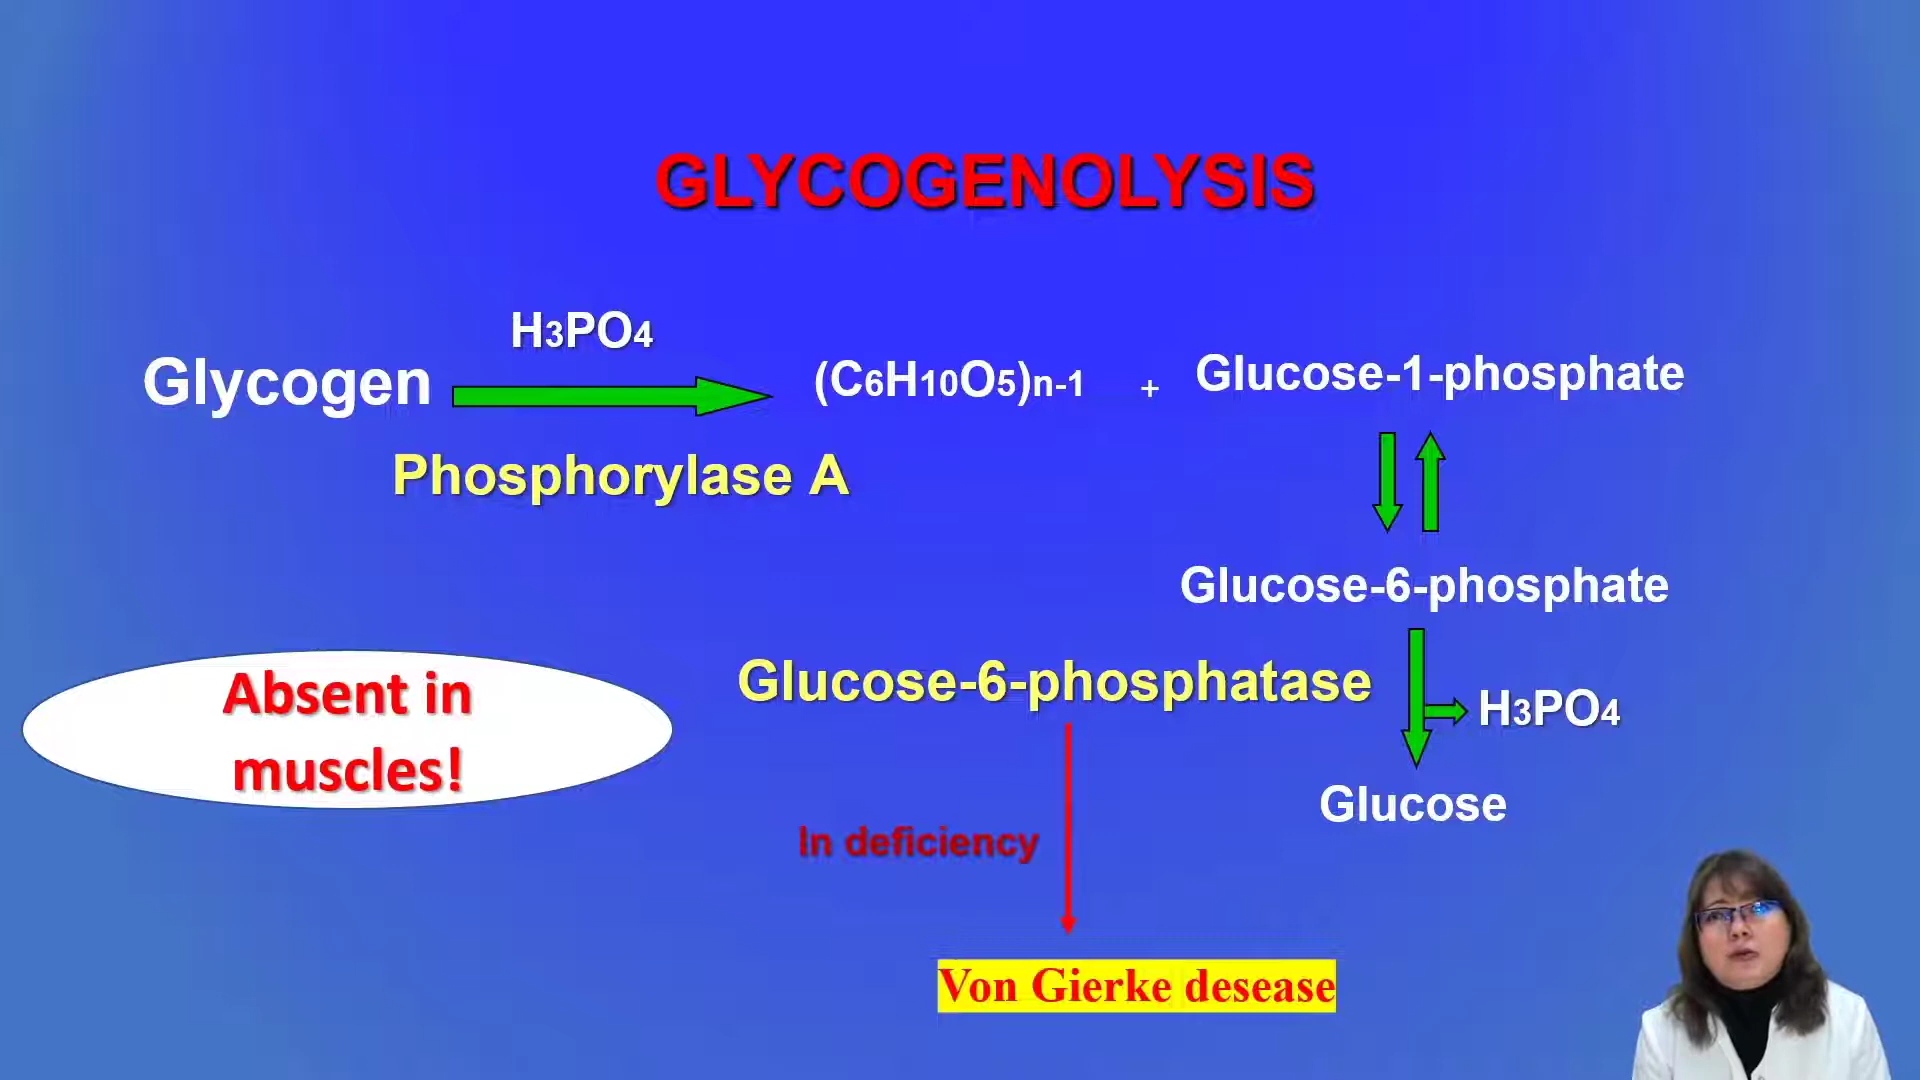 GLYCOGENOLYSIS
H3PO4
Glycogen
(C6H10O5)n-1 + Glucose-1-phosphate
Phosphorylase A
Glucose-6-phosphate
Absent in
muscles!
Glucose-6-phosphatase
H3PO4
Glucose
In deficiency
Von Gierke desease